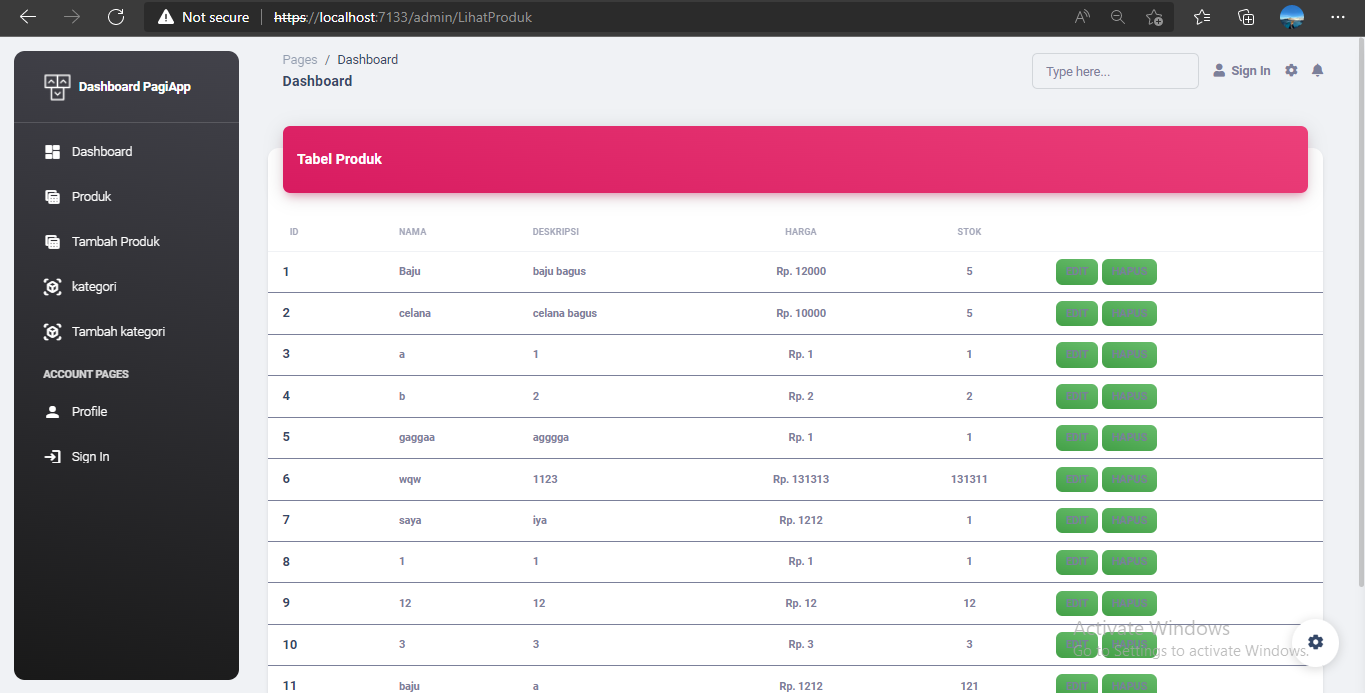 Not secure
https://localhost:7133/admin/LihatProduk
Dashboard PagiApp
Dashboard
Produk
Tambah Produk
kategori
Tambah kategori
ACCOUNT PAGES
Profile
Sign In
Pages / Dashboard
Dashboard
Type here...
Sign In
Tabel Produk
ID NAMA DESKRIPSI HARGA STOK
1 Baju baju bagus Rp. 12000 5 EDIT HAPUS
2 celana celana bagus Rp. 10000 5 EDIT HAPUS
3 a 1 Rp. 1 1 EDIT HAPUS
4 b 2 Rp. 2 2 EDIT HAPUS
5 gaggaa agggga Rp. 1 1 EDIT HAPUS
6 wqw 1123 Rp. 131313 131311 EDIT HAPUS
7 saya iya Rp. 1212 1 EDIT HAPUS
8 1 1 Rp. 1 1 EDIT HAPUS
9 12 12 Rp. 12 12 EDIT HAPUS
10 3 3 Rp. 3 3 EDIT HAPUS
11 baju a Rp. 1212 121 EDIT HAPUS
Activate Windows
Go to Settings to activate Windows.